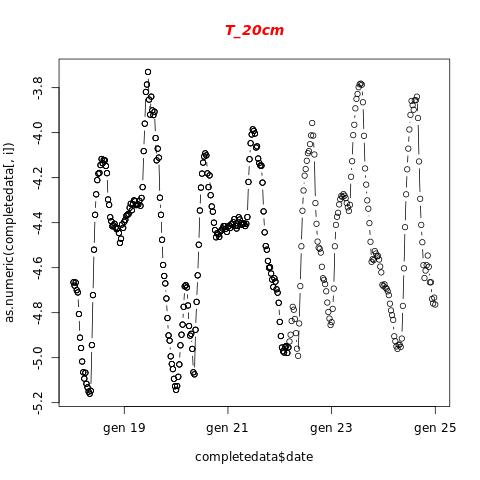 T_20cm
as.numeric(completedata[, i])
-3.8
-4.0
-4.2
-4.4
-4.6
-4.8
-5.0
-5.2
gen 19
gen 21
gen 23
gen 25
completedata$date